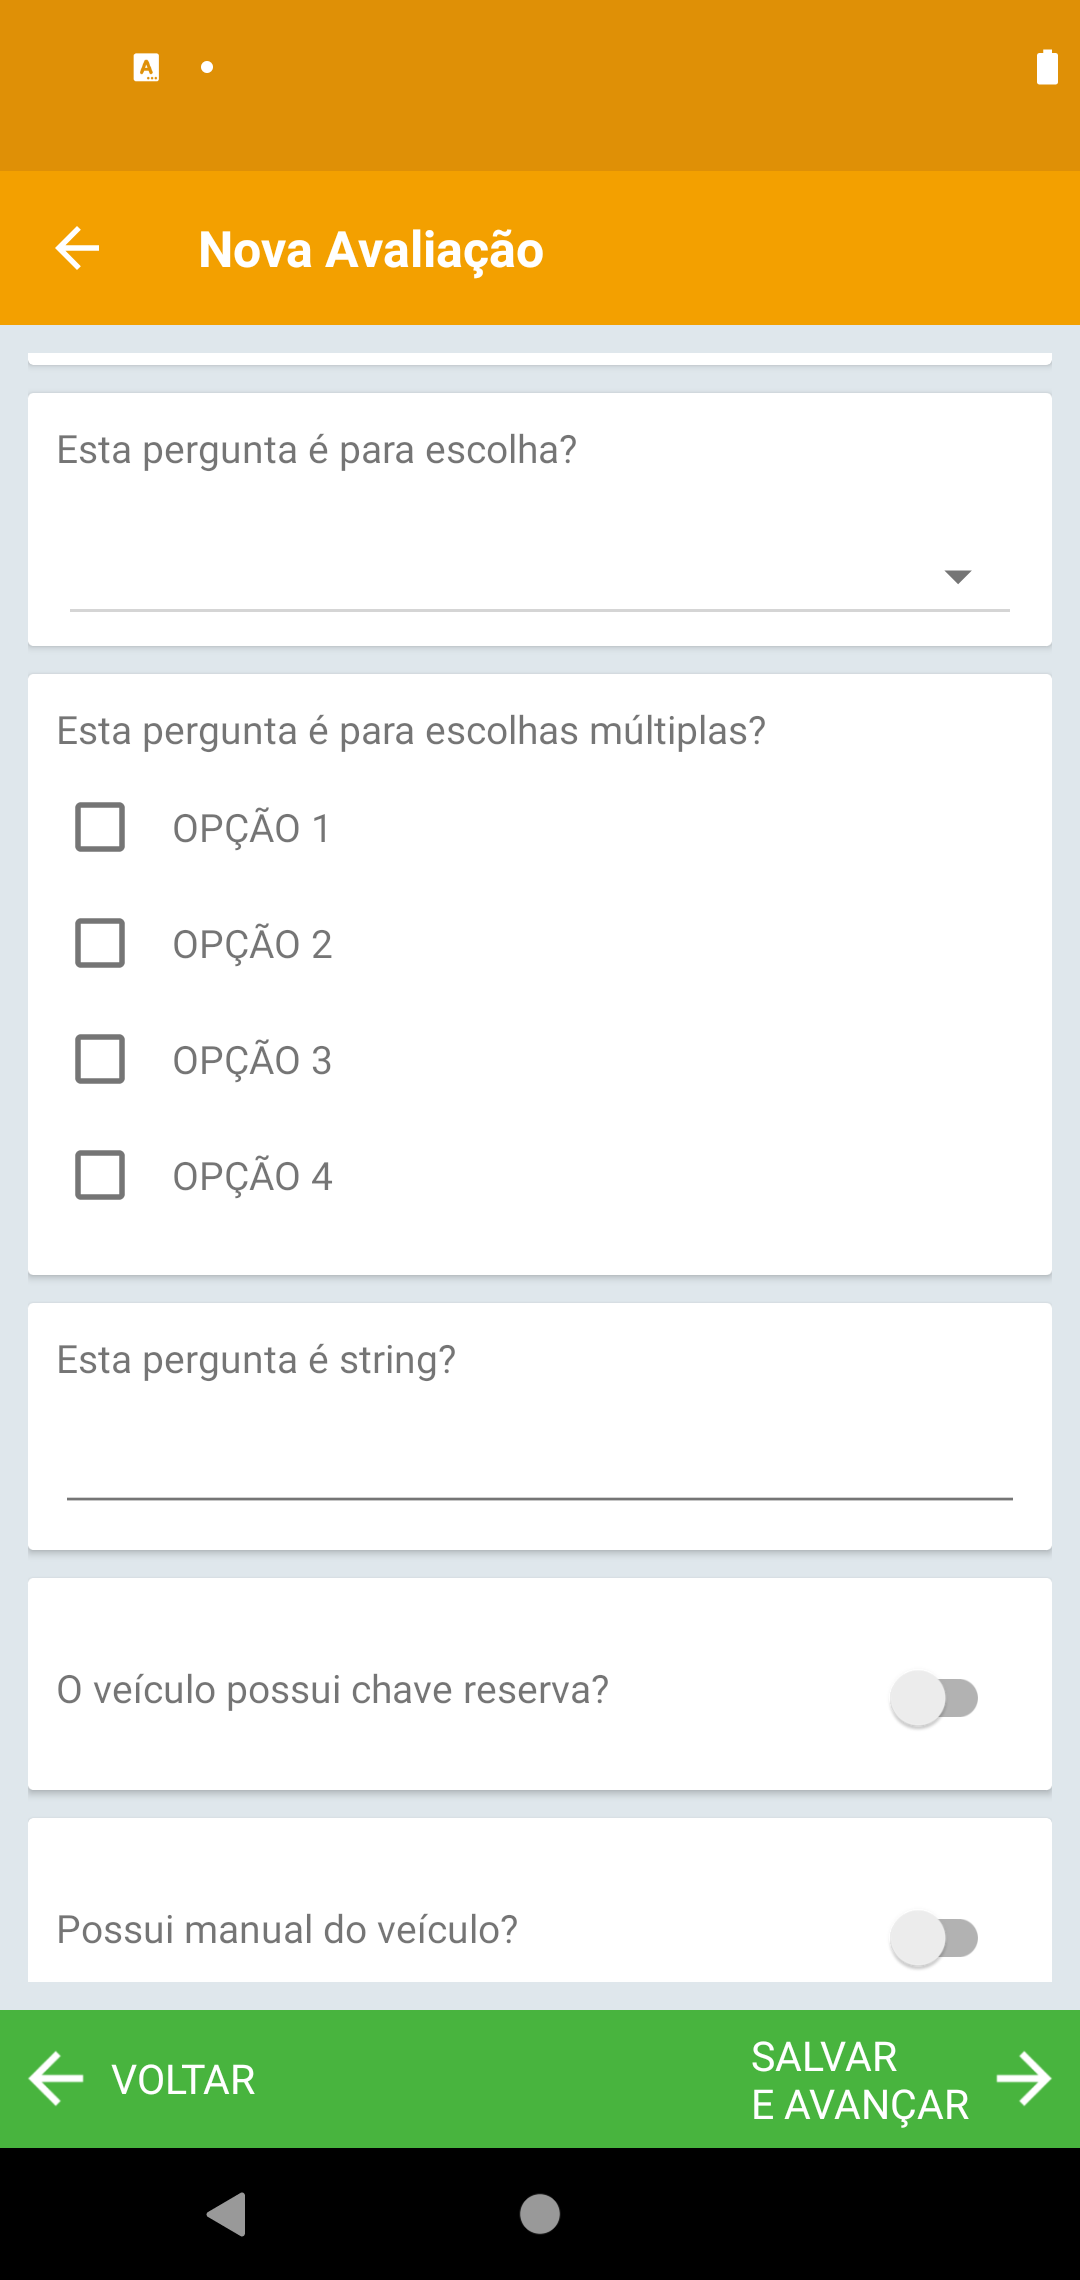 Nova Avaliação
Esta pergunta é para escolha?
Esta pergunta é para escolhas múltiplas?
OPÇÃO 1
OPÇÃO 2
OPÇÃO 3
OPÇÃO 4
Esta pergunta é string?
O veículo possui chave reserva?
Possui manual do veículo?
VOLTAR
SALVAR
E AVANÇAR